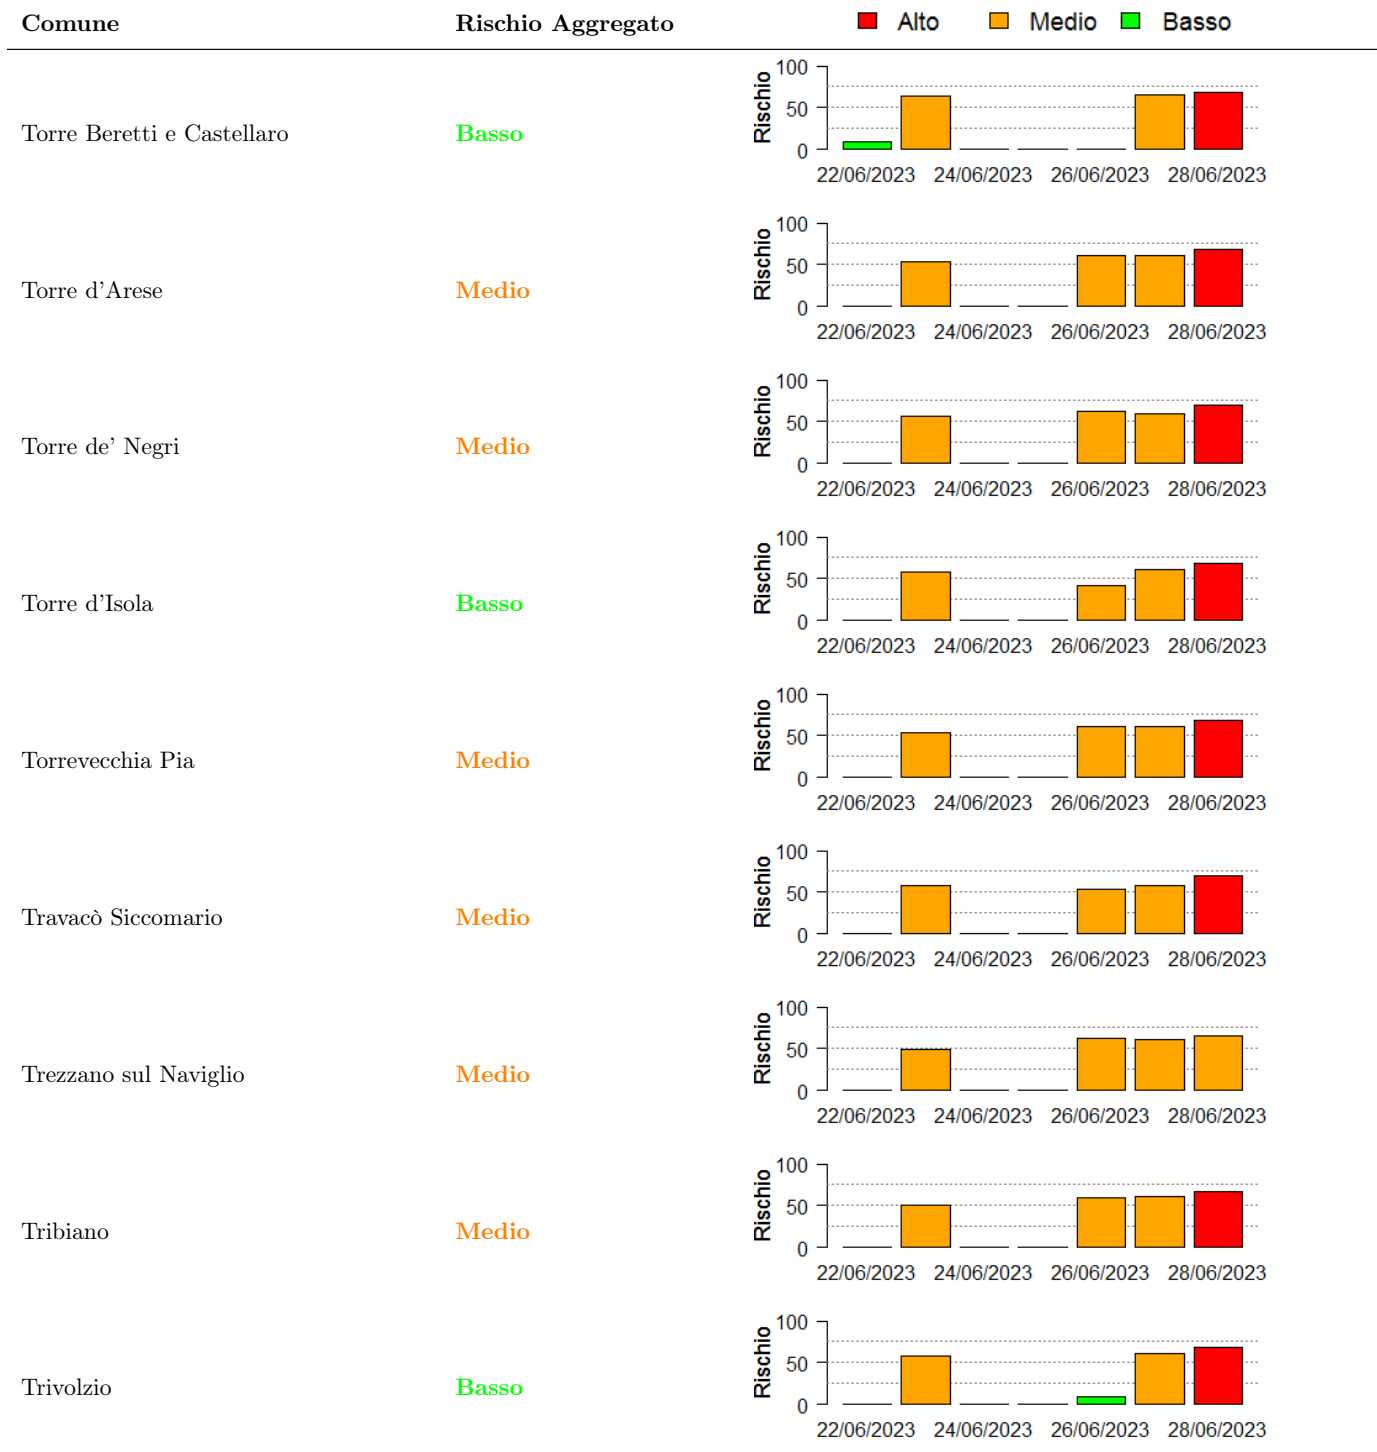 Comune Rischio Aggregato Alto Medio Basso
100
50
0
Rischio
Torre Beretti e Castellaro Basso
22/06/2023 24/06/2023 26/06/2023 28/06/2023
100
50
0
Rischio
Torre d'Arese Medio
22/06/2023 24/06/2023 26/06/2023 28/06/2023
100
50
0
Rischio
Torre de' Negri Medio
22/06/2023 24/06/2023 26/06/2023 28/06/2023
100
50
0
Rischio
Torre d'Isola Basso
22/06/2023 24/06/2023 26/06/2023 28/06/2023
100
50
0
Rischio
Torrevecchia Pia Medio
22/06/2023 24/06/2023 26/06/2023 28/06/2023
100
50
0
Rischio
Travacò Siccomario Medio
22/06/2023 24/06/2023 26/06/2023 28/06/2023
100
50
0
Rischio
Trezzano sul Naviglio Medio
22/06/2023 24/06/2023 26/06/2023 28/06/2023
100
50
0
Rischio
Tribiano Medio
22/06/2023 24/06/2023 26/06/2023 28/06/2023
100
50
0
Rischio
Trivolzio Basso
22/06/2023 24/06/2023 26/06/2023 28/06/2023